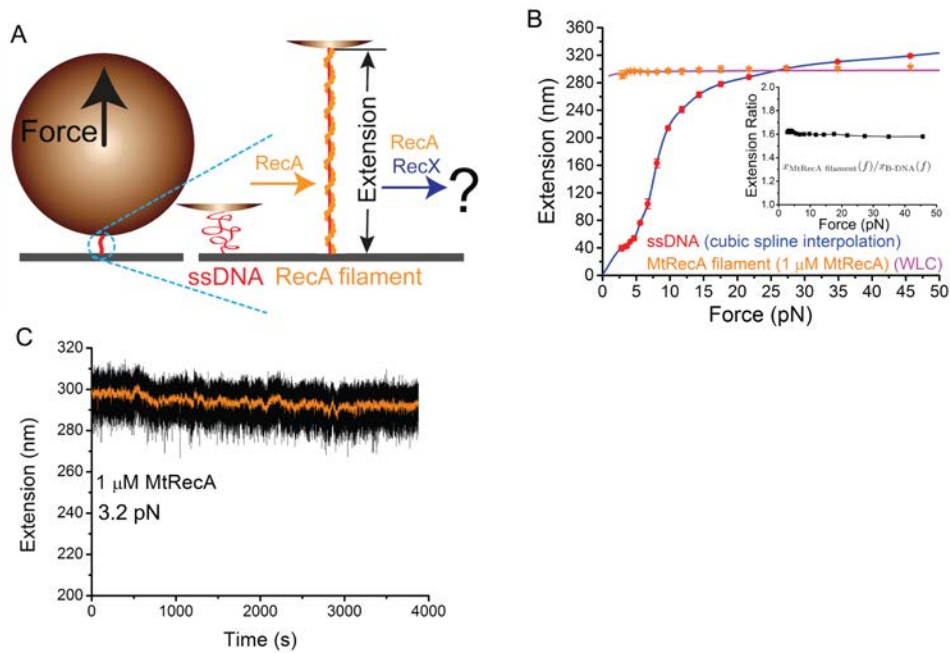 A
Force
RecA
Extension
RecA
RecX
?
ssDNA RecA filament
B
Extension (nm)
360
320
280
240
200
160
120
80
40
0
0 5 10 15 20 25 30 35 40 45 50
Force (pN)
ssDNA (cubic spline interpolation)
MtRecA filament (1 μM MtRecA) (WLC)
Extension Ratio
2.0
1.8
1.6
1.4
1.2
1.0
xMtRecA filament(f)/xB-DNA(f)
0 10 20 30 40 50
Force (pN)
C
Extension (nm)
320
300
280
260
240
220
200
1 μM MtRecA
3.2 pN
0 1000 2000 3000 4000
Time (s)